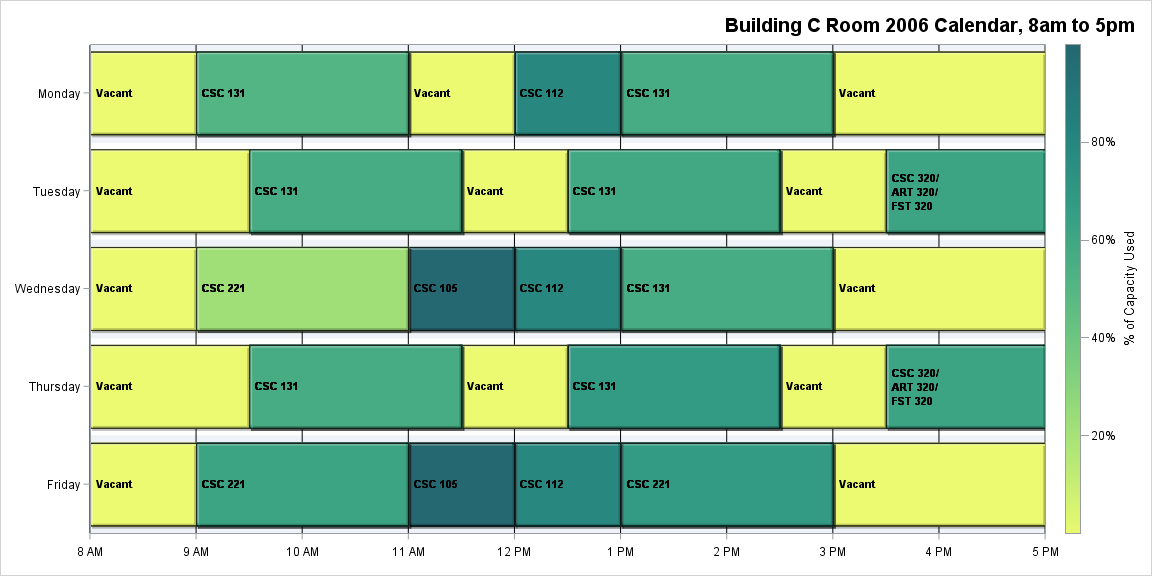 Building C Room 2006 Calendar, 8am to 5pm
Monday
Vacant
CSC 131
Vacant
CSC 112
CSC 131
Vacant
Tuesday
Vacant
CSC 131
Vacant
CSC 131
Vacant
CSC 320/
ART 320/
FST 320
Wednesday
Vacant
CSC 221
CSC 105
CSC 112
CSC 131
Vacant
Thursday
Vacant
CSC 131
Vacant
CSC 131
Vacant
CSC 320/
ART 320/
FST 320
Friday
Vacant
CSC 221
CSC 105
CSC 112
CSC 221
Vacant
8 AM
9 AM
10 AM
11 AM
12 PM
1 PM
2 PM
3 PM
4 PM
5 PM
80%
60%
40%
20%
% of Capacity Used